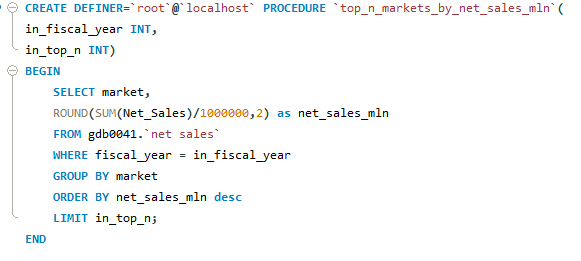 CREATE DEFINER=`root`@`localhost` PROCEDURE `top_n_markets_by_net_sales_mln`(
in_fiscal_year INT,
in_top_n INT)
BEGIN
SELECT market,
ROUND(SUM(Net_Sales)/1000000,2) as net_sales_mln
FROM gdb0041.`net sales`
WHERE fiscal_year = in_fiscal_year
GROUP BY market
ORDER BY net_sales_mln desc
LIMIT in_top_n;
END